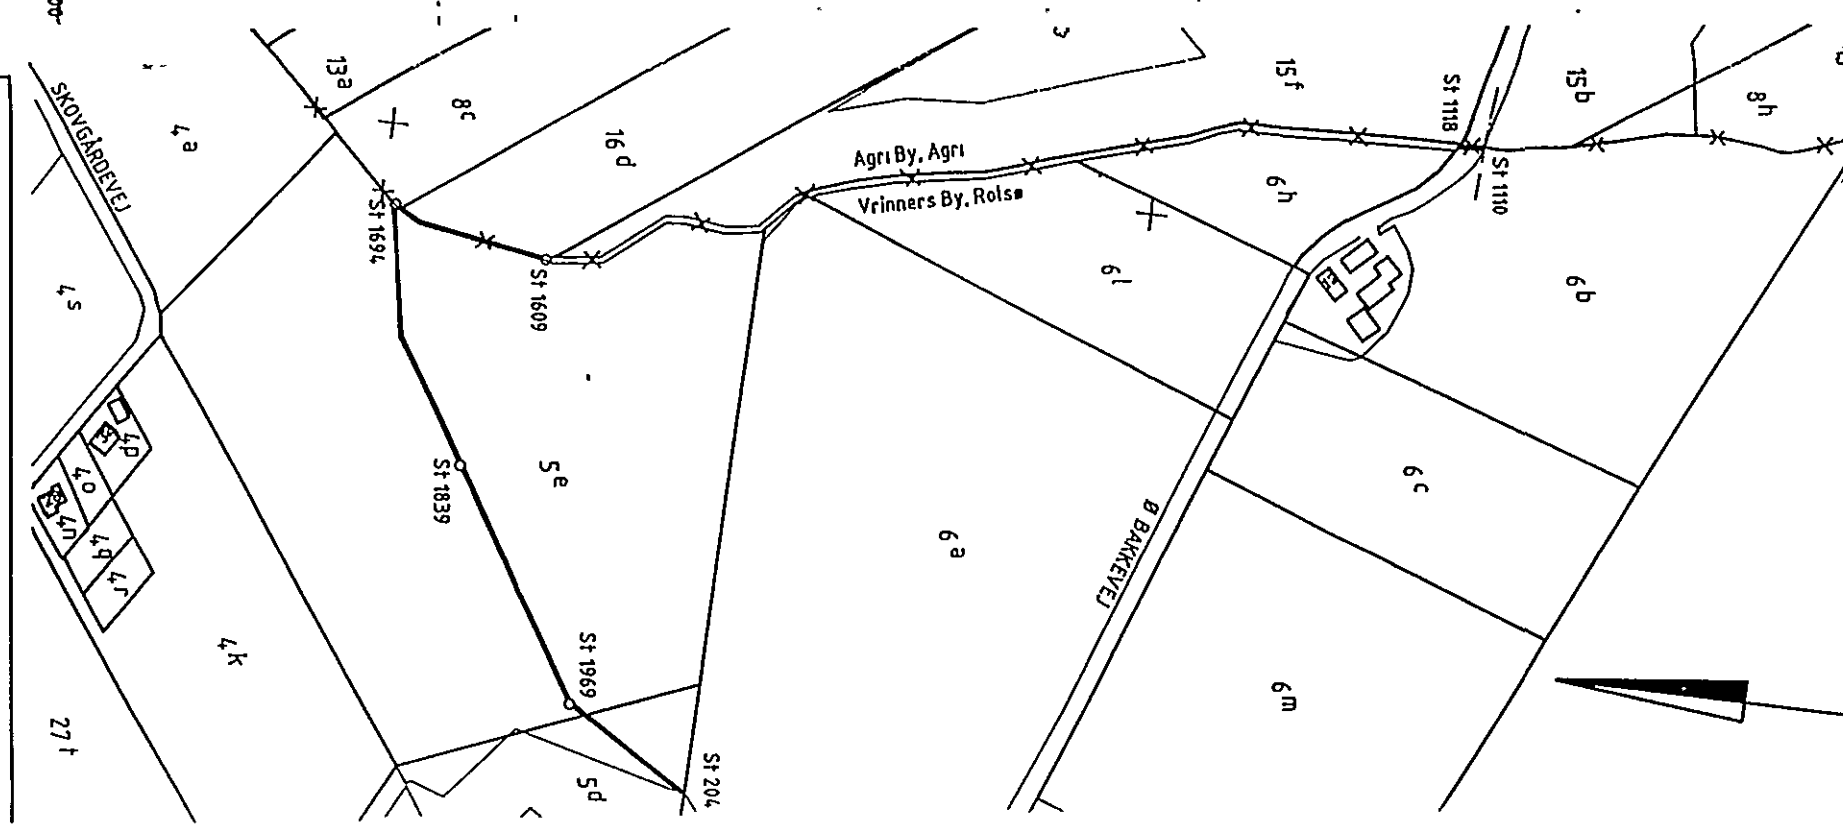 13a
8c
16d
15f
St 1118
15b
8h
SKOVGÅRDEVEJ
4a
Agri By, Agri
Vrinners By, Rolsø
6h
St 1110
St 1694
St 1609
6l
6b
4s
4p
4o
4n
4q
4r
St 1839
5e
6a
Ø BAKKEVEJ
6c
4k
St 1969
6m
27t
5d
St 204